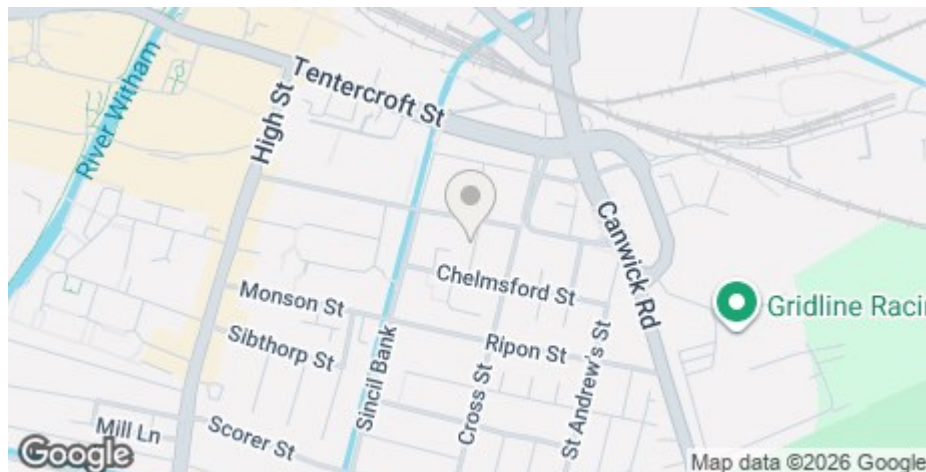 River Witham
High St
Tentercroft St
Canwick Rd
Gridline Raci
Chelmsford St
Monson St
Sibthorp St
Sincil Bank
Ripon St
Cross St
St Andrew's St
Scorer St
Mill Ln
Google
Map data ©2026 Google